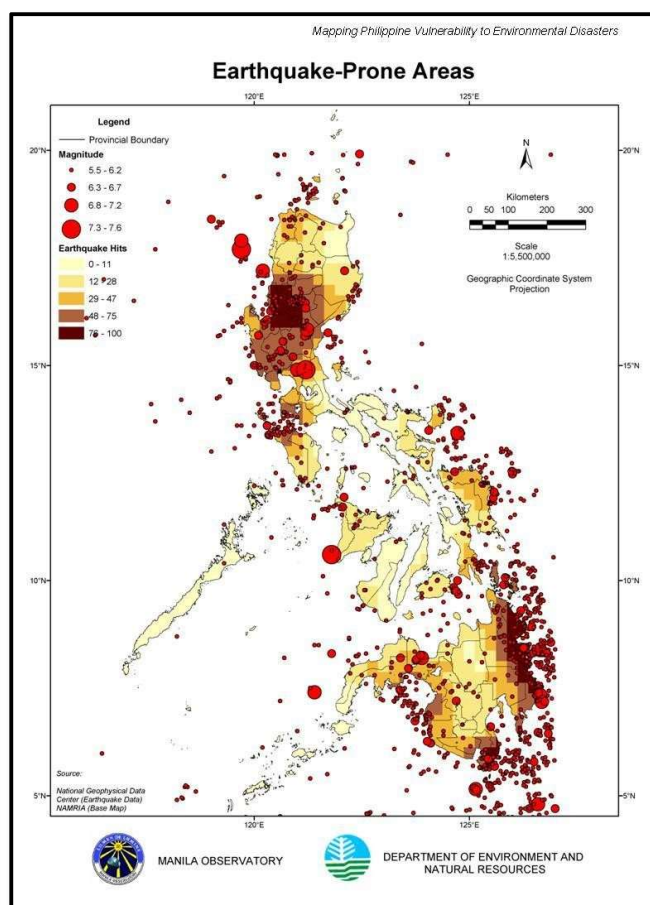 Mapping Philippine Vulnerability to Environmental Disasters
Earthquake-Prone Areas
120°E
125°E
Legend
Provincial Boundary
Magnitude
5.5 - 6.2
6.3 - 6.7
6.8 - 7.2
7.3 - 7.6
Earthquake Hits
0 - 11
12 - 28
29 - 47
48 - 75
76 - 100
N
Kilometers
0 50 100 200 300
Scale
1:5,500,000
Geographic Coordinate System
Projection
20°N
20°N
15°N
15°N
10°N
10°N
5°N
5°N
Source:
National Geophysical Data
Center (Earthquake Data)
NAMRIA (Base Map)
120°E
125°E
MANILA OBSERVATORY
DEPARTMENT OF ENVIRONMENT AND
NATURAL RESOURCES